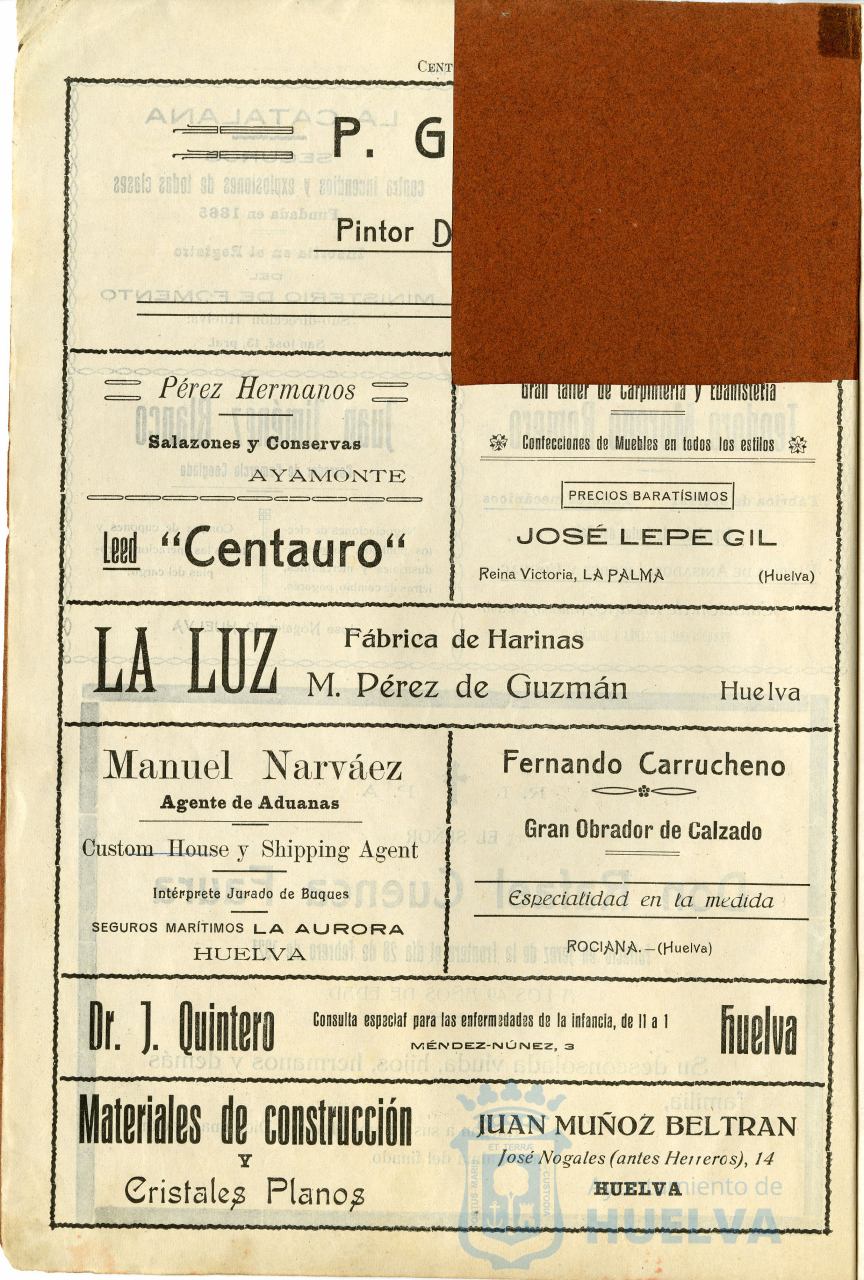 CENT
P. G
Pintor D
Pérez Hermanos
Salazones y Conservas
AYAMONTE
Leed “Centauro“
Gran taller de Carpintería y Ebanistería
Confecciones de Muebles en todos los estilos
PRECIOS BARATÍSIMOS
JOSÉ LEPE GIL
Reina Victoria, LA PALMA (Huelva)
LA LUZ
Fábrica de Harinas
M. Pérez de Guzmán Huelva
Manuel Narváez
Agente de Aduanas
Custom House y Shipping Agent
Intérprete Jurado de Buques
SEGUROS MARÍTIMOS LA AURORA
HUELVA
Fernando Carrucheno
Gran Obrador de Calzado
Especialidad en la medida
ROCIANA.—(Huelva)
Dr. J. Quintero
Consulta especial para las enfermedades de la infancia, de 11 a 1
MÉNDEZ-NÚÑEZ, 3
Huelva
Materiales de construcción
Y
Cristales Planos
JUAN MUÑOZ BELTRAN
José Nogales (antes Herreros), 14
HUELVA
Ayuntamiento de
HUELVA